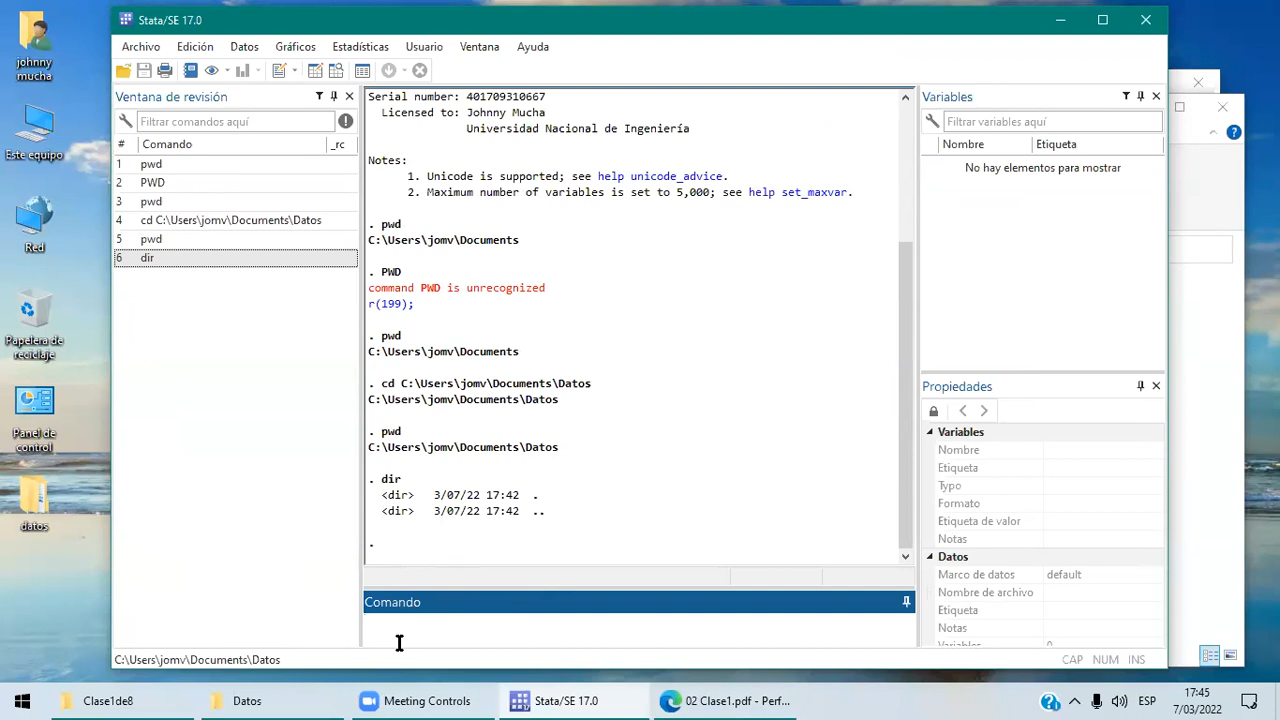 Stata/SE 17.0
Archivo Edición Datos Gráficos Estadísticas Usuario Ventana Ayuda
Ventana de revisión
Filtrar comandos aquí
# Comando _rc
1 pwd
2 PWD
3 pwd
4 cd C:\Users\jomv\Documents\Datos
5 pwd
6 dir
Serial number: 401709310667
Licensed to: Johnny Mucha
Universidad Nacional de Ingeniería
Notes:
1. Unicode is supported; see help unicode_advice.
2. Maximum number of variables is set to 5,000; see help set_maxvar.
. pwd
C:\Users\jomv\Documents
. PWD
command PWD is unrecognized
r(199);
. pwd
C:\Users\jomv\Documents
. cd C:\Users\jomv\Documents\Datos
C:\Users\jomv\Documents\Datos
. pwd
C:\Users\jomv\Documents\Datos
. dir
<dir> 3/07/22 17:42 .
<dir> 3/07/22 17:42 ..
.
Comando
Variables
Filtrar variables aquí
Nombre Etiqueta
No hay elementos para mostrar
Propiedades
Variables
Nombre
Etiqueta
Tipo
Formato
Etiqueta de valor
Notas
Datos
Marco de datos default
Nombre de archivo
Etiqueta
Notas
Variables 0
C:\Users\jomv\Documents\Datos
CAP NUM INS
johnny
mucha
Este equipo
Red
Papelera de
reciclaje
Panel de
control
datos
Clase1de8
Datos
Meeting Controls
Stata/SE 17.0
02 Clase1.pdf - Perf...
ESP
17:45
7/03/2022